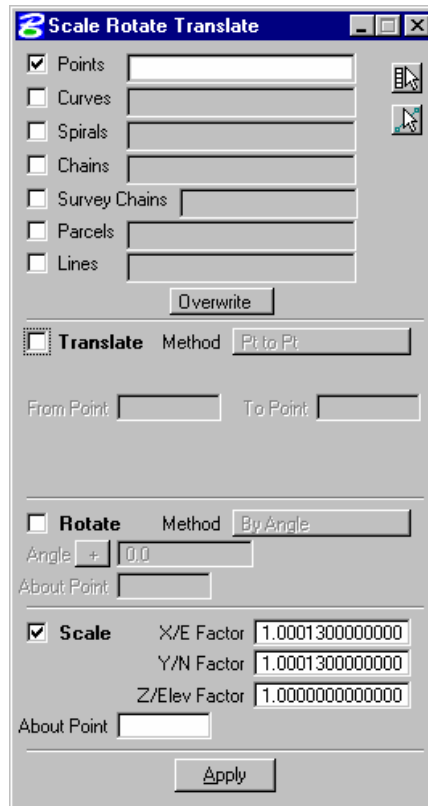 Scale Rotate Translate
Points
Curves
Spirals
Chains
Survey Chains
Parcels
Lines
Overwrite
Translate Method Pt to Pt
From Point To Point
Rotate Method By Angle
Angle + 0.0
About Point
Scale X/E Factor 1.0001300000000
Y/N Factor 1.0001300000000
Z/Elev Factor 1.0000000000000
About Point
Apply